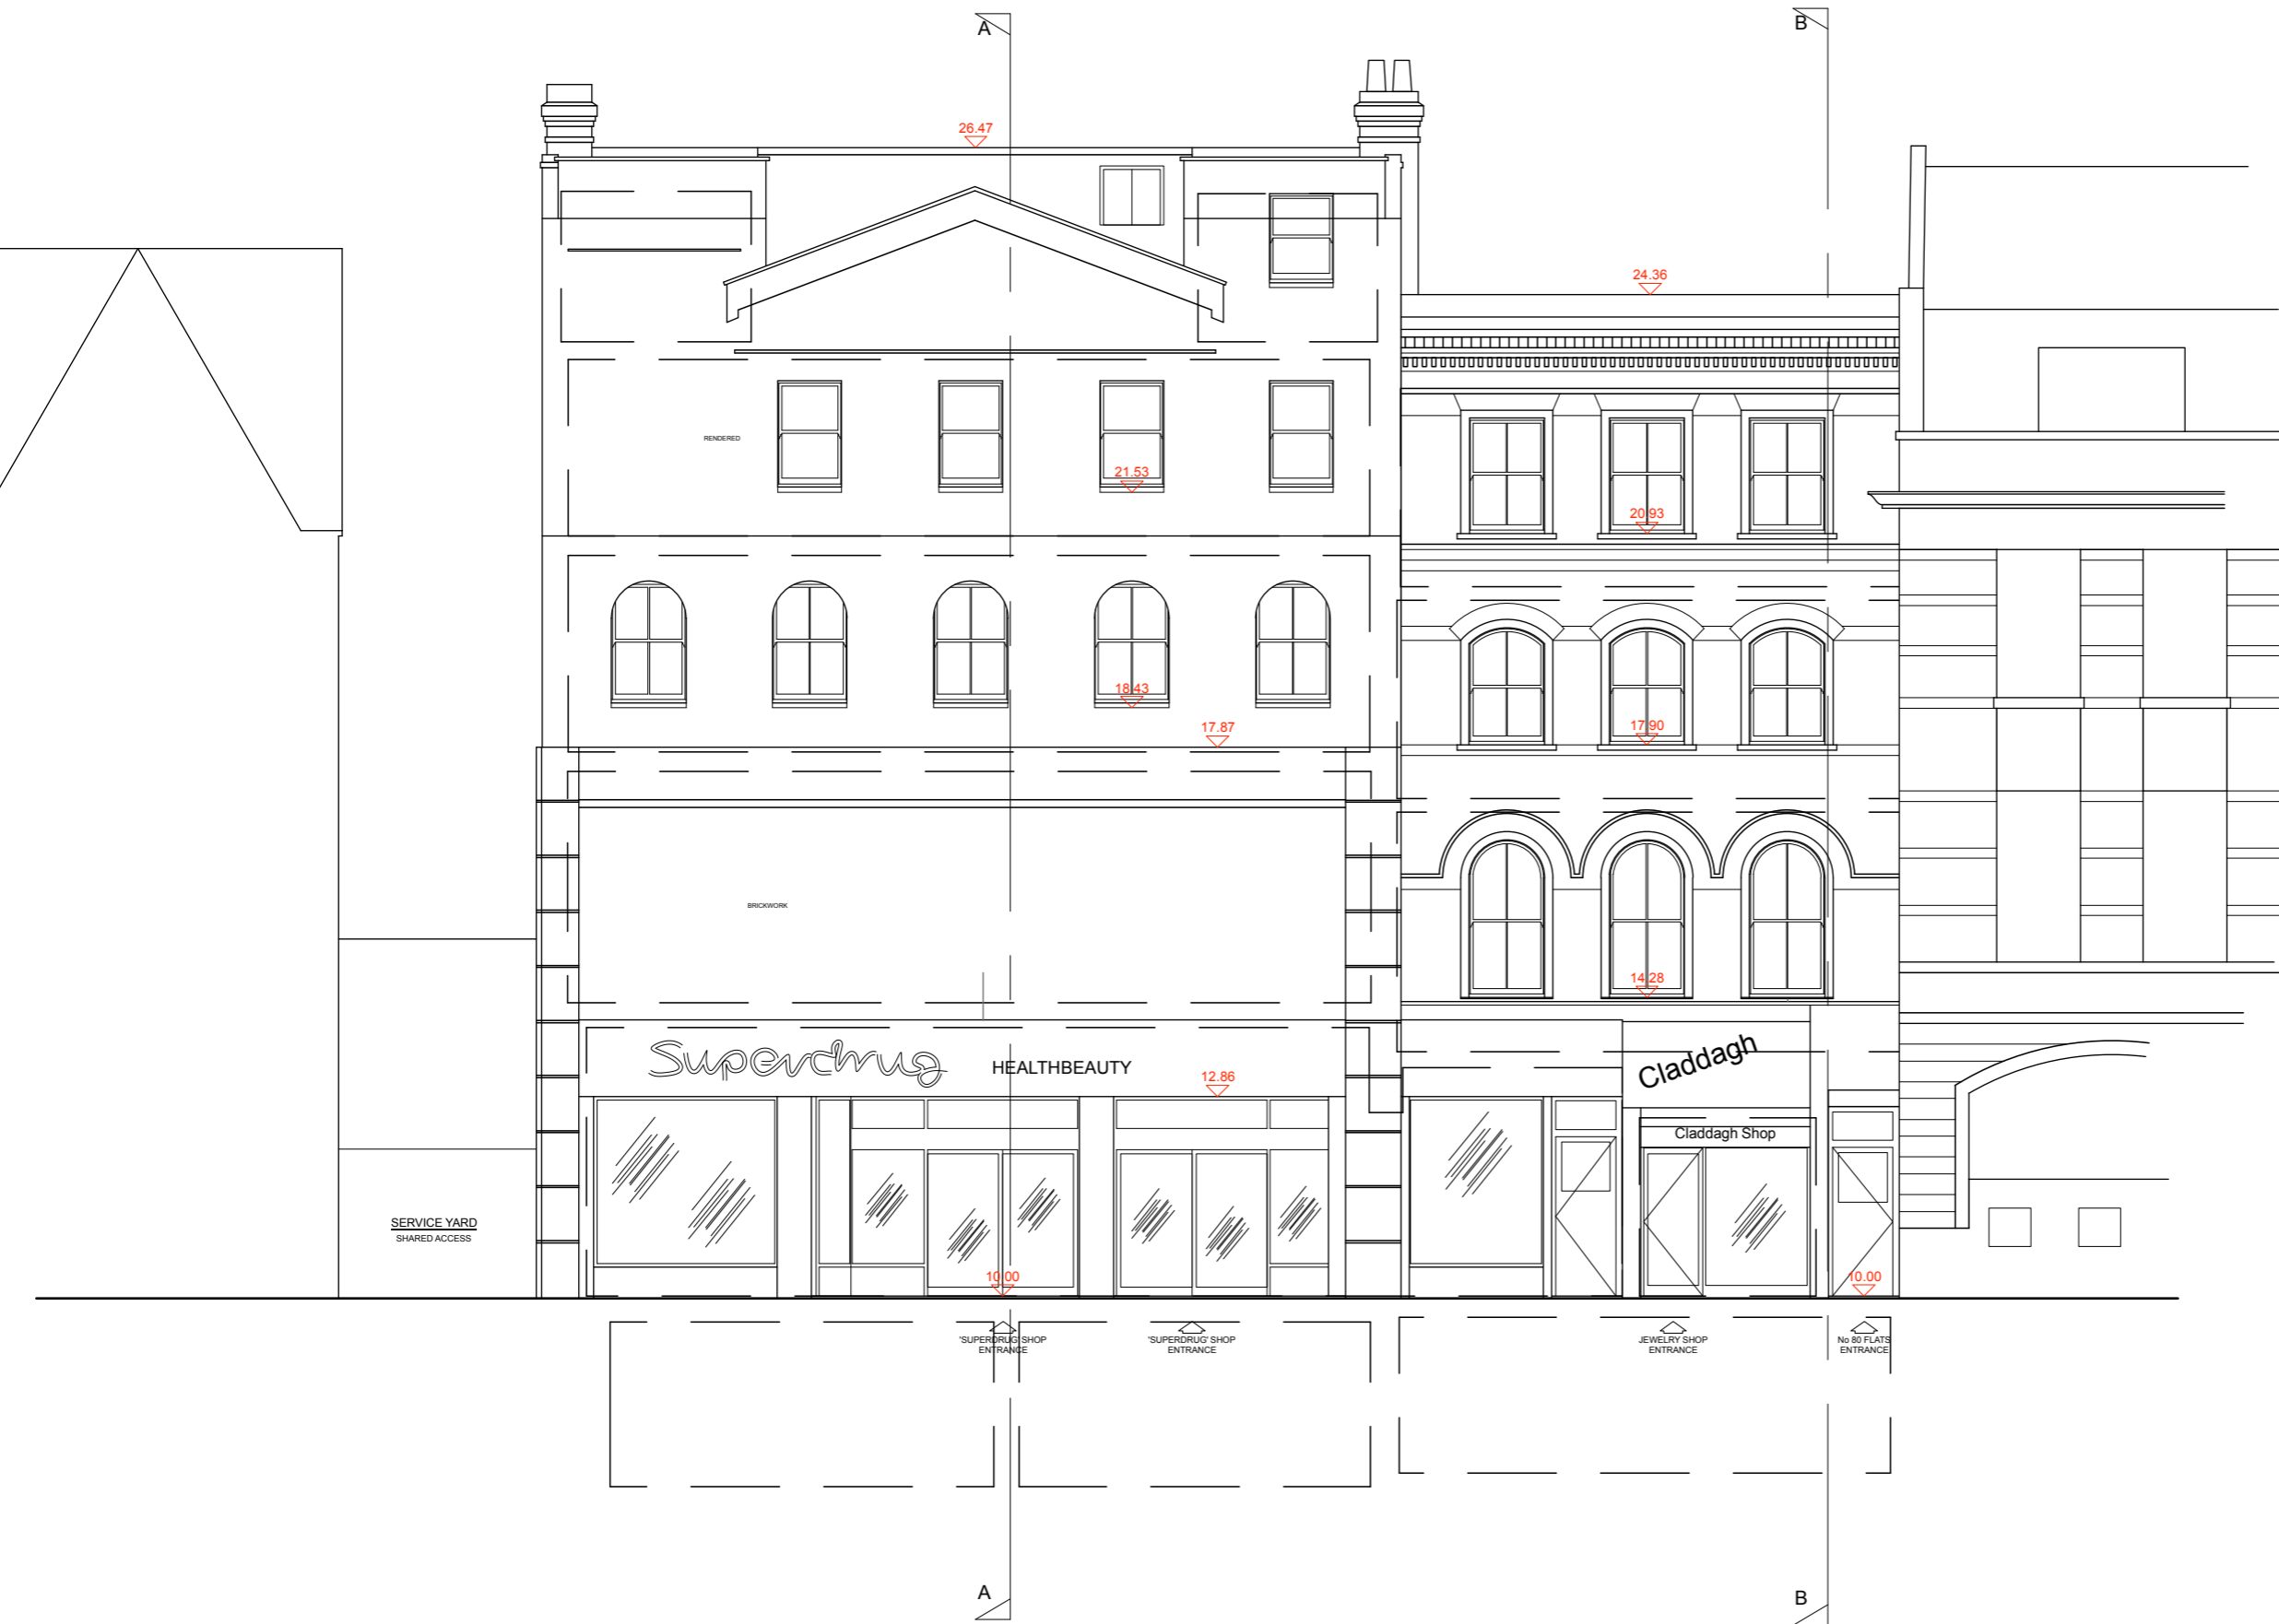 A
B
26.47
24.36
RENDERED
21.53
20.93
18.43
17.87
17.90
BRICKWORK
14.28
Superdrug
HEALTHBEAUTY
12.86
Claddagh
Claddagh Shop
SERVICE YARD
SHARED ACCESS
10.00
10.00
'SUPERDRUG' SHOP
ENTRANCE
'SUPERDRUG' SHOP
ENTRANCE
JEWELRY SHOP
ENTRANCE
No 80 FLATS
ENTRANCE
A
B